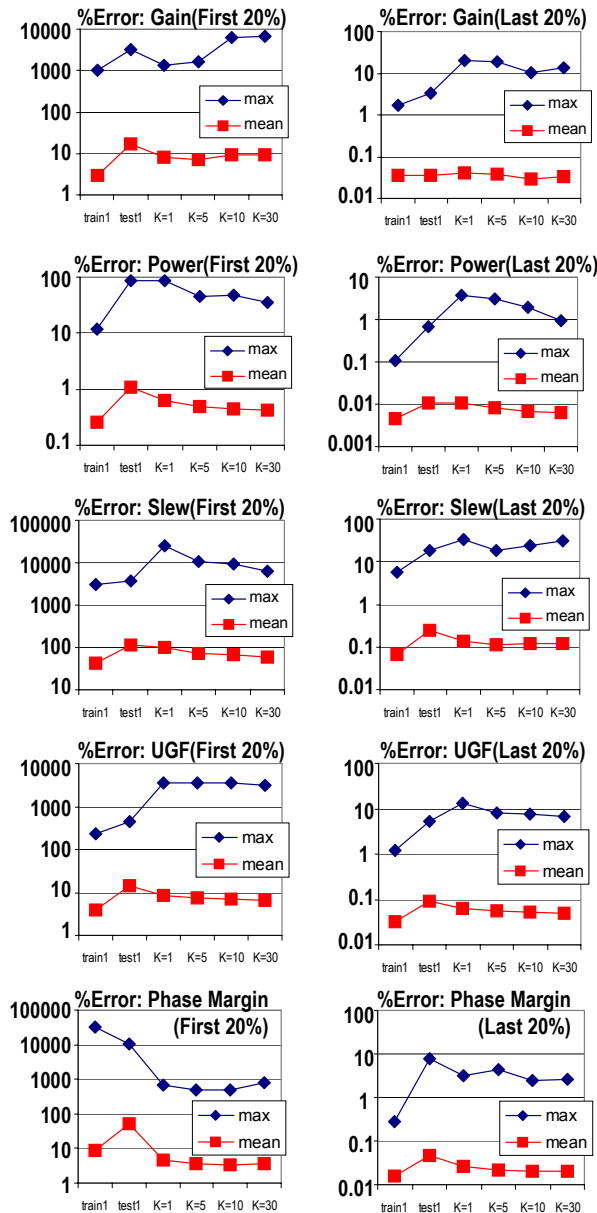 %Error: Gain(First 20%)
10000
1000
100
10
1
max
mean
train1 test1 K=1 K=5 K=10 K=30
%Error: Gain(Last 20%)
100
10
1
0.1
0.01
max
mean
train1 test1 K=1 K=5 K=10 K=30
%Error: Power(First 20%)
100
10
1
0.1
max
mean
train1 test1 K=1 K=5 K=10 K=30
%Error: Power(Last 20%)
10
1
0.1
0.01
0.001
max
mean
train1 test1 K=1 K=5 K=10 K=30
%Error: Slew(First 20%)
100000
10000
1000
100
10
max
mean
train1 test1 K=1 K=5 K=10 K=30
%Error: Slew(Last 20%)
100
10
1
0.1
0.01
max
mean
train1 test1 K=1 K=5 K=10 K=30
%Error: UGF(First 20%)
10000
1000
100
10
1
max
mean
train1 test1 K=1 K=5 K=10 K=30
%Error: UGF(Last 20%)
100
10
1
0.1
0.01
max
mean
train1 test1 K=1 K=5 K=10 K=30
%Error: Phase Margin
(First 20%)
100000
10000
1000
100
10
1
max
mean
train1 test1 K=1 K=5 K=10 K=30
%Error: Phase Margin
(Last 20%)
100
10
1
0.1
0.01
max
mean
train1 test1 K=1 K=5 K=10 K=30